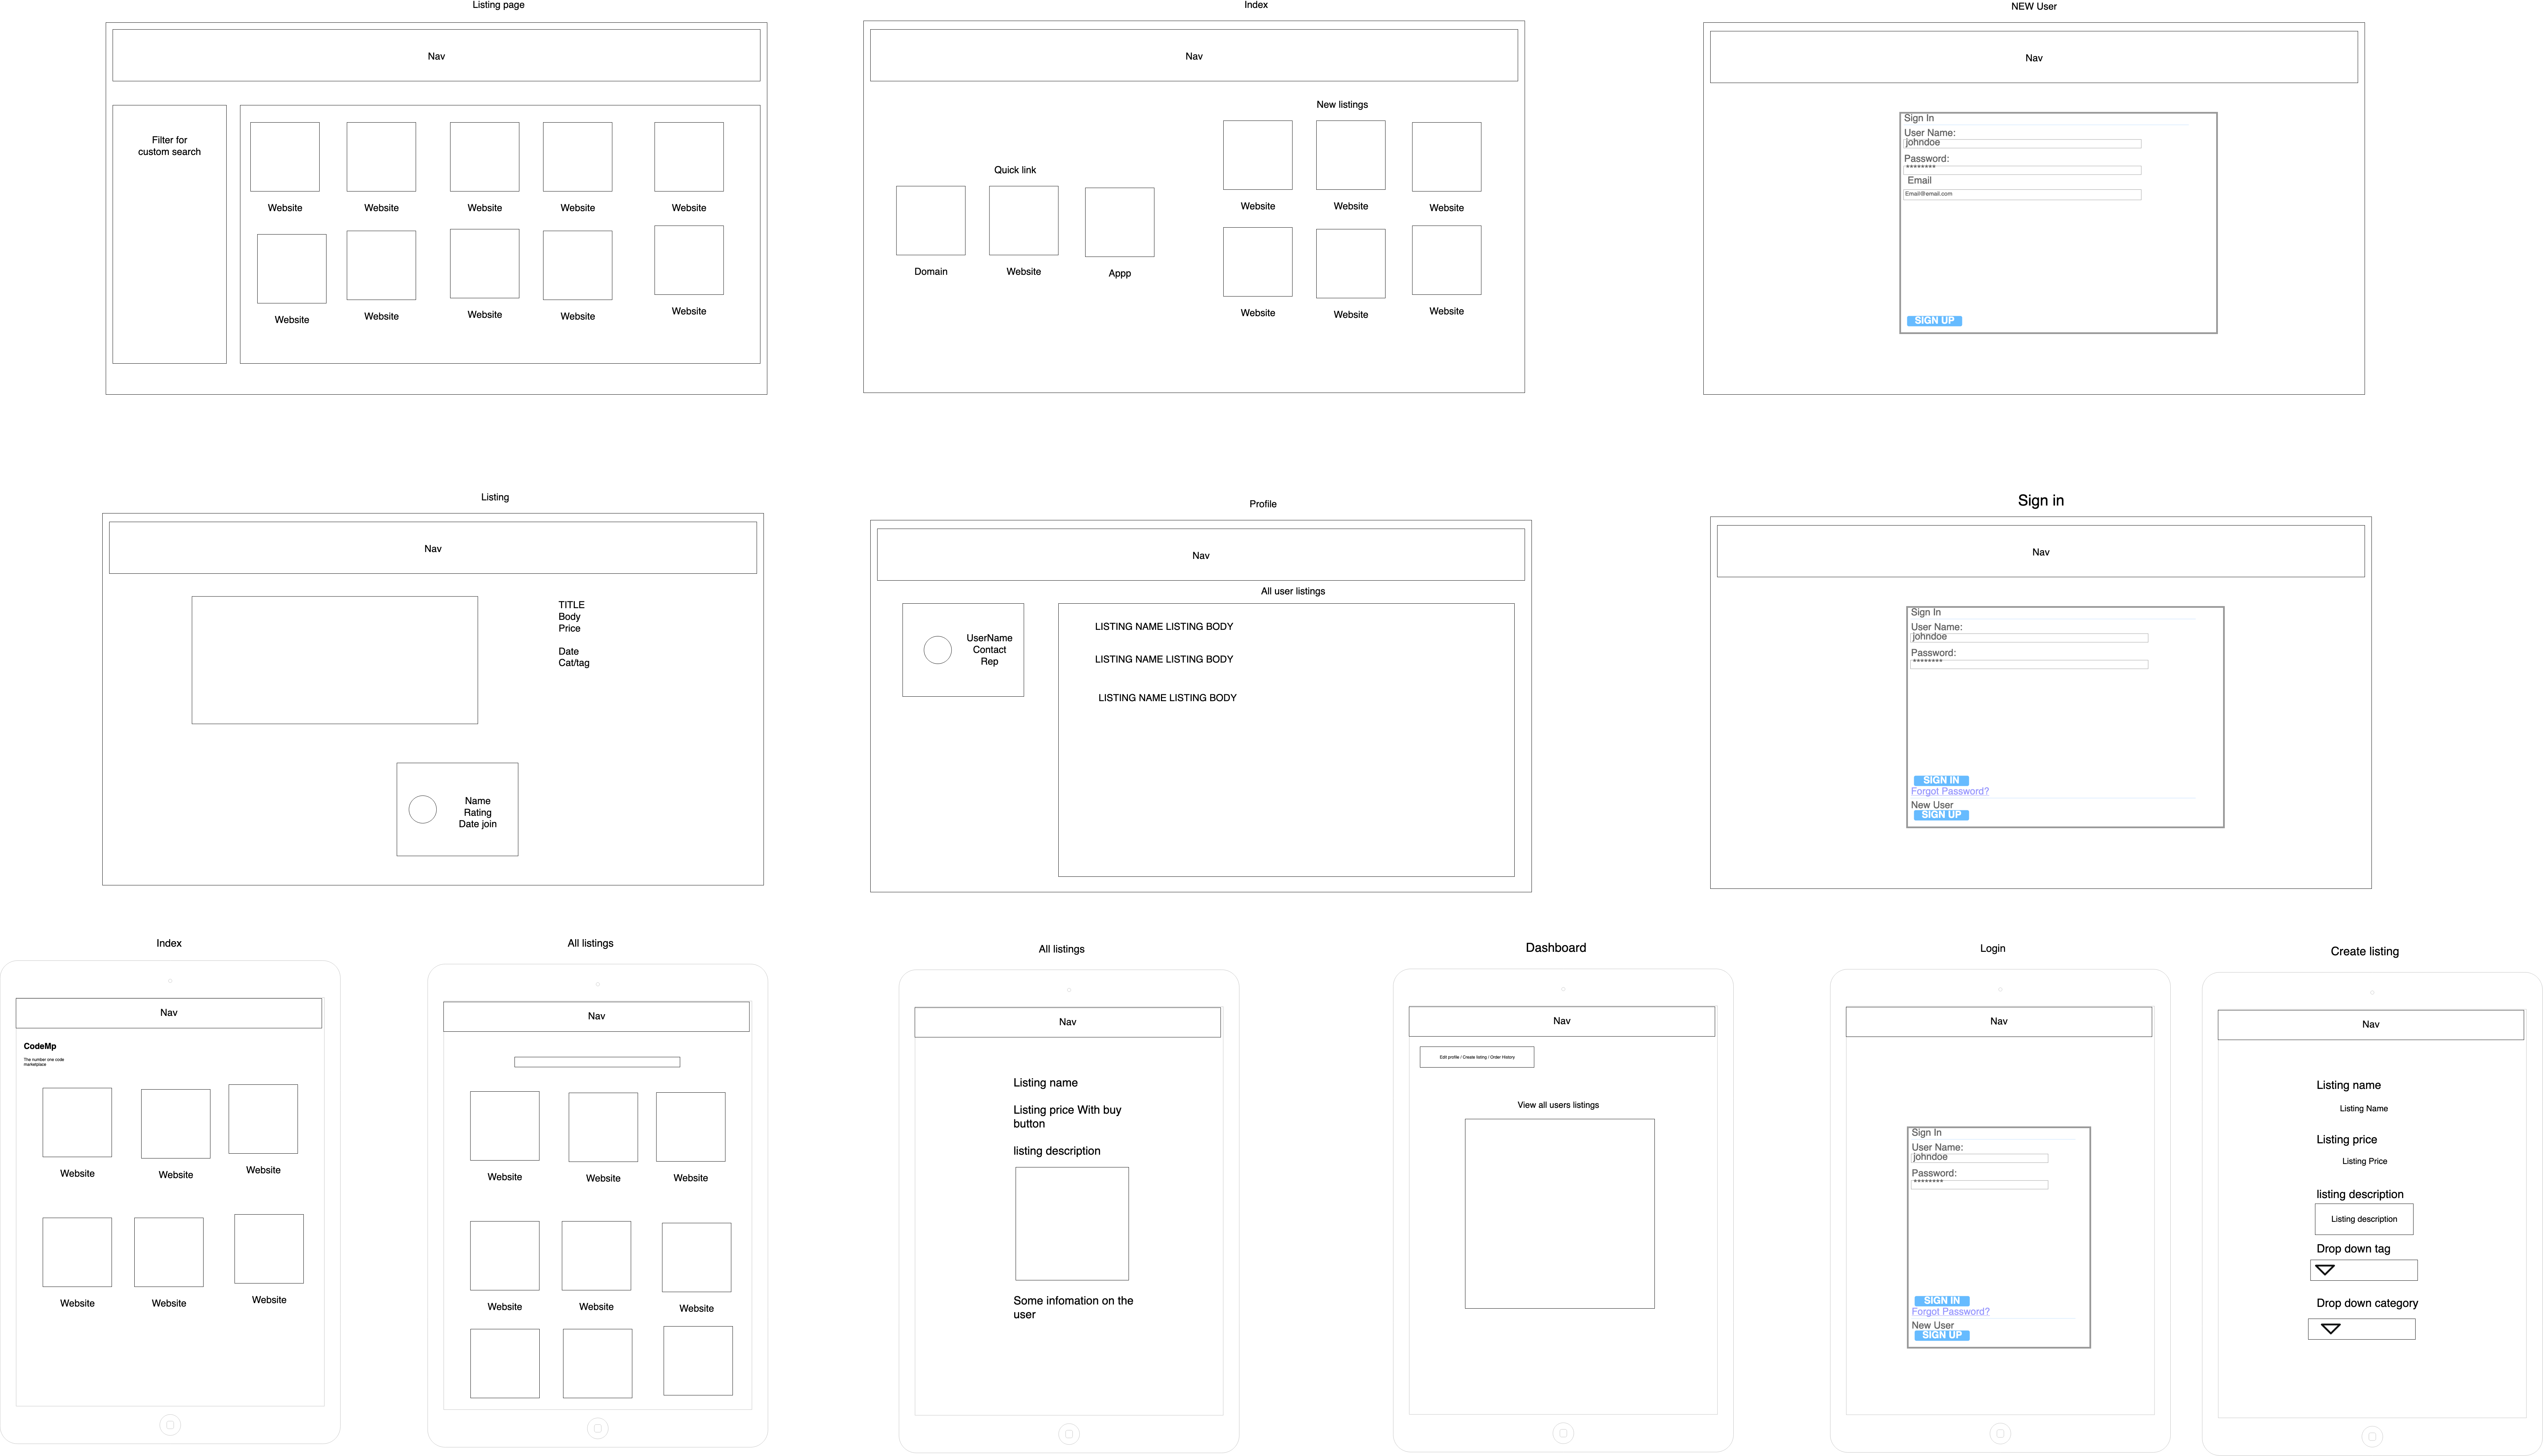 Listing page
Nav
Filter for
custom search
Website
Website
Website
Website
Website
Website
Website
Website
Website
Website
Index
Nav
New listings
Quick link
Domain
Website
Appp
Website
Website
Website
Website
Website
Website
NEW User
Nav
Sign In
User Name:
johndoe
Password:
********
Email
Email@email.com
SIGN UP
Listing
Nav
TITLE
Body
Price
Date
Cat/tag
Name
Rating
Date join
Profile
Nav
All user listings
UserName
Contact
Rep
LISTING NAME LISTING BODY
LISTING NAME LISTING BODY
LISTING NAME LISTING BODY
Sign in
Nav
Sign In
User Name:
johndoe
Password:
********
SIGN IN
Forgot Password?
New User
SIGN UP
Index
Nav
CodeMp
The number one code
marketplace
Website
Website
Website
Website
Website
Website
All listings
Nav
Website
Website
Website
Website
Website
Website
All listings
Nav
Listing name
Listing price With buy
button
listing description
Some infomation on the
user
Dashboard
Nav
Edit profile / Create listing / Order History
View all users listings
Login
Nav
Sign In
User Name:
johndoe
Password:
********
SIGN IN
Forgot Password?
New User
SIGN UP
Create listing
Nav
Listing name
Listing Name
Listing price
Listing Price
listing description
Listing description
Drop down tag
Drop down category